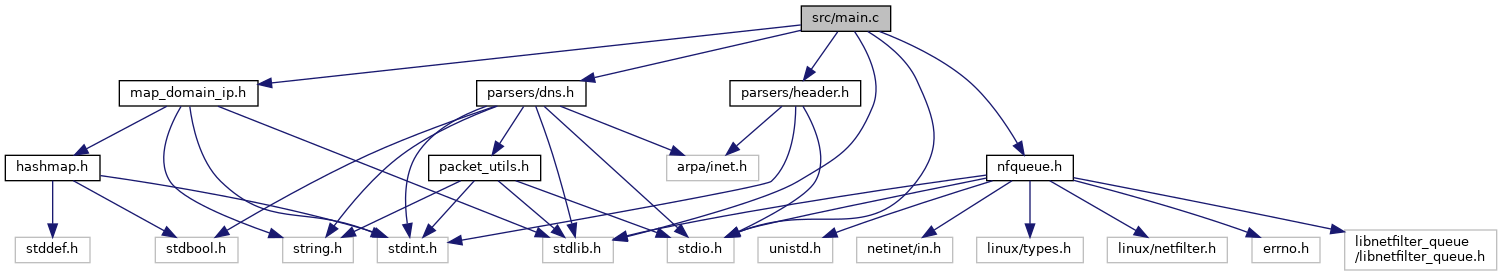 src/main.c
map_domain_ip.h
parsers/dns.h
parsers/header.h
hashmap.h
packet_utils.h
arpa/inet.h
nfqueue.h
stddef.h
stdbool.h
string.h
stdint.h
stdlib.h
stdio.h
unistd.h
netinet/in.h
linux/types.h
linux/netfilter.h
errno.h
libnetfilter_queue
/libnetfilter_queue.h